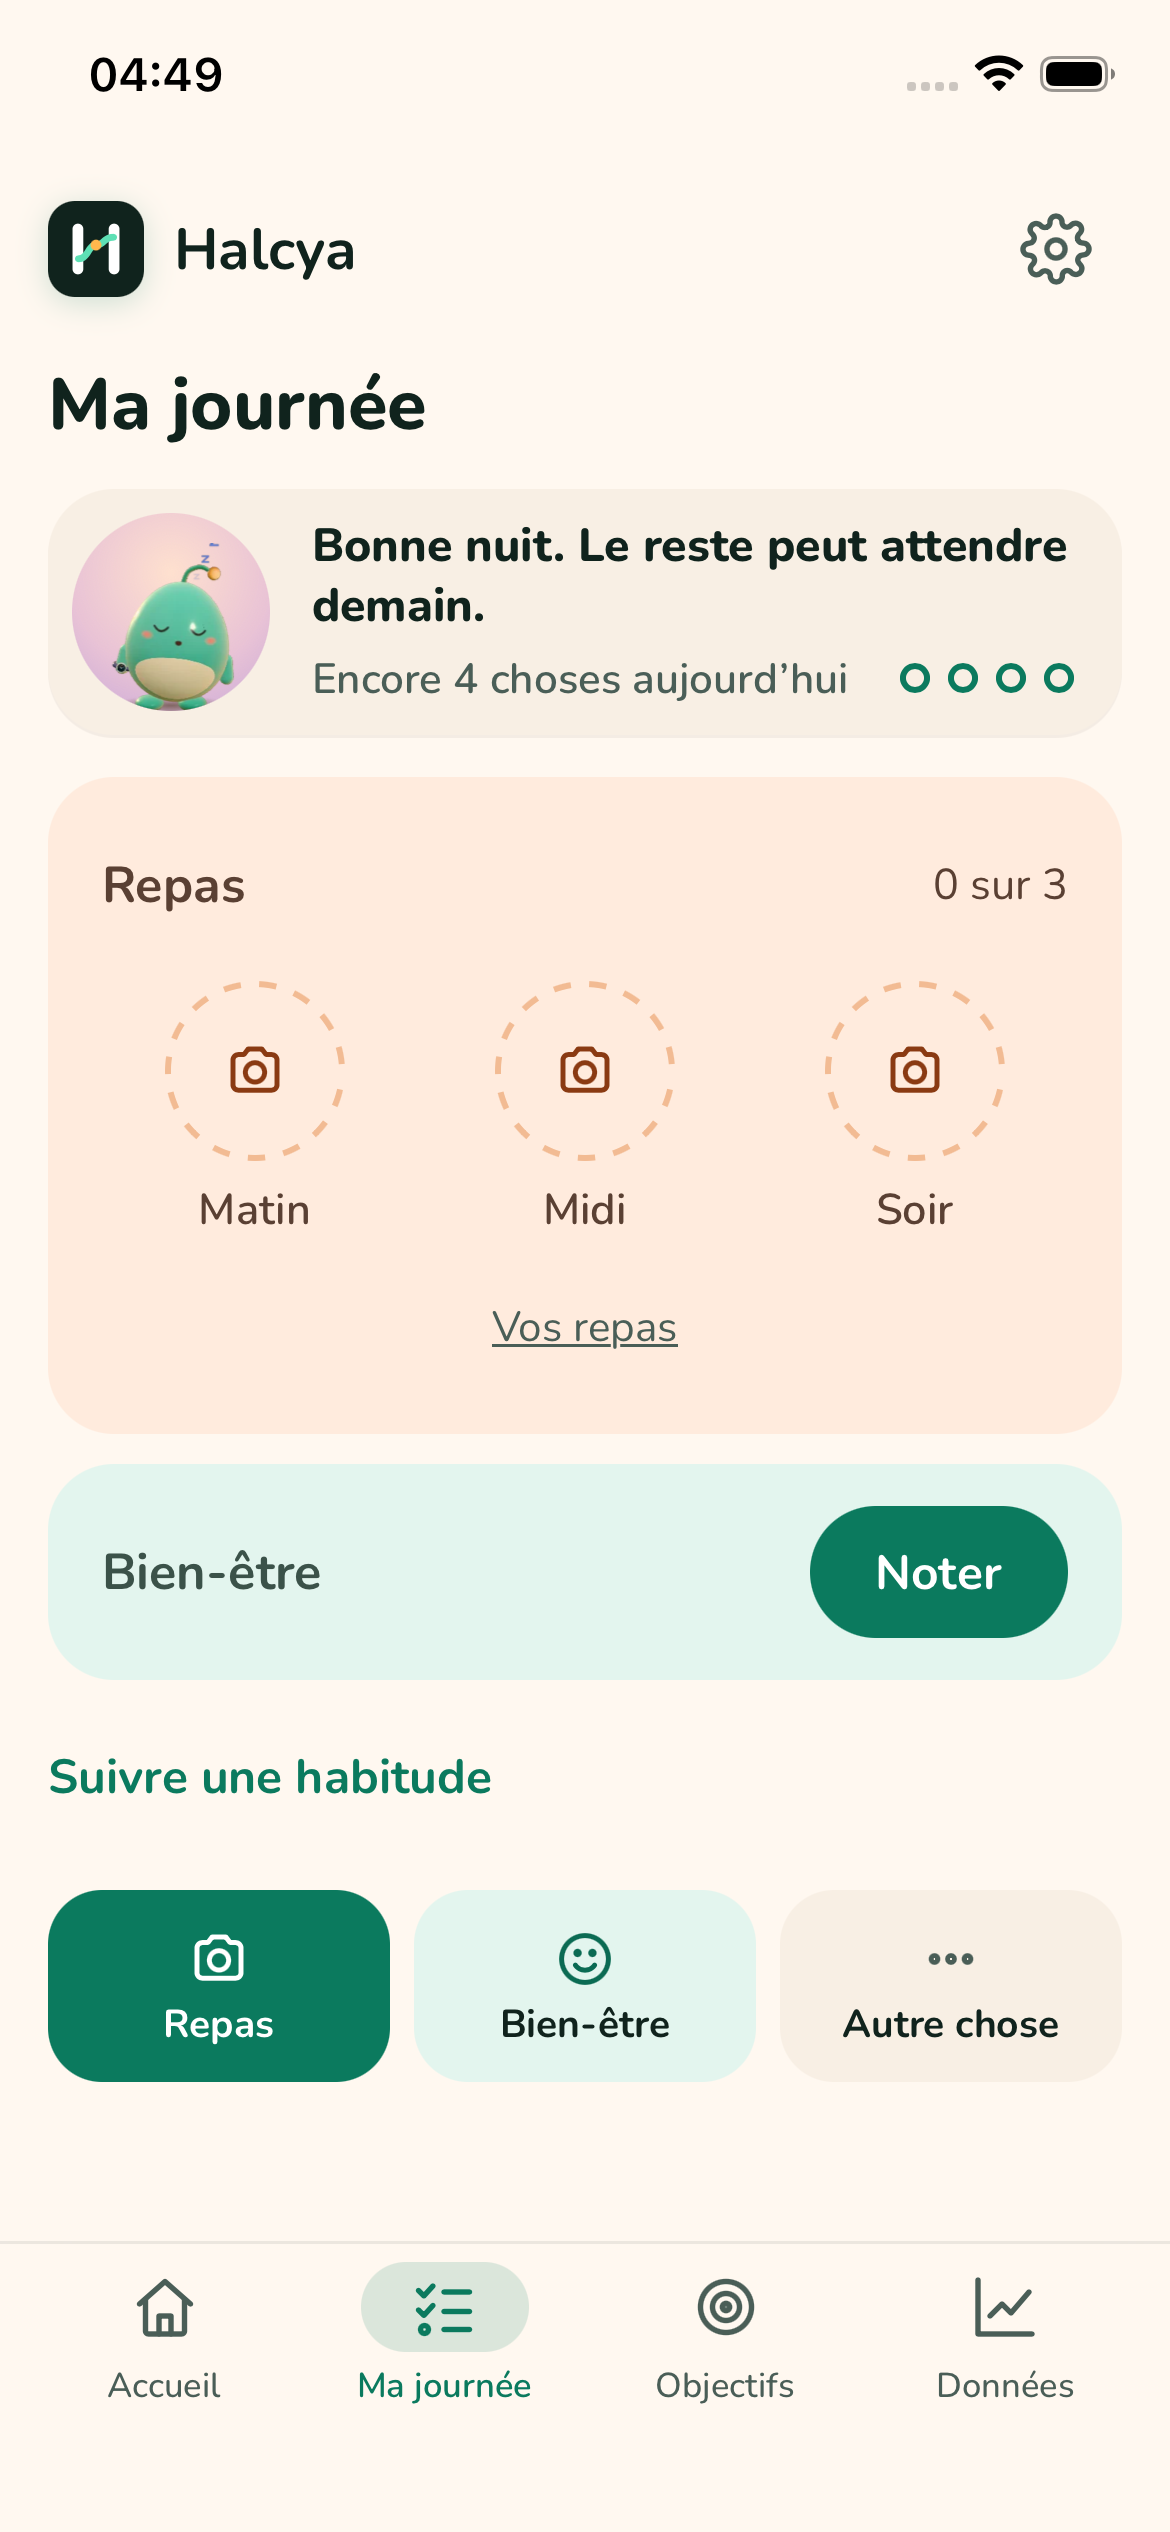 04:49
Halcya
Ma journée
Bonne nuit. Le reste peut attendre
demain.
Encore 4 choses aujourd’hui
Repas
0 sur 3
Matin
Midi
Soir
Vos repas
Bien-être
Noter
Suivre une habitude
Repas
Bien-être
Autre chose
Accueil
Ma journée
Objectifs
Données